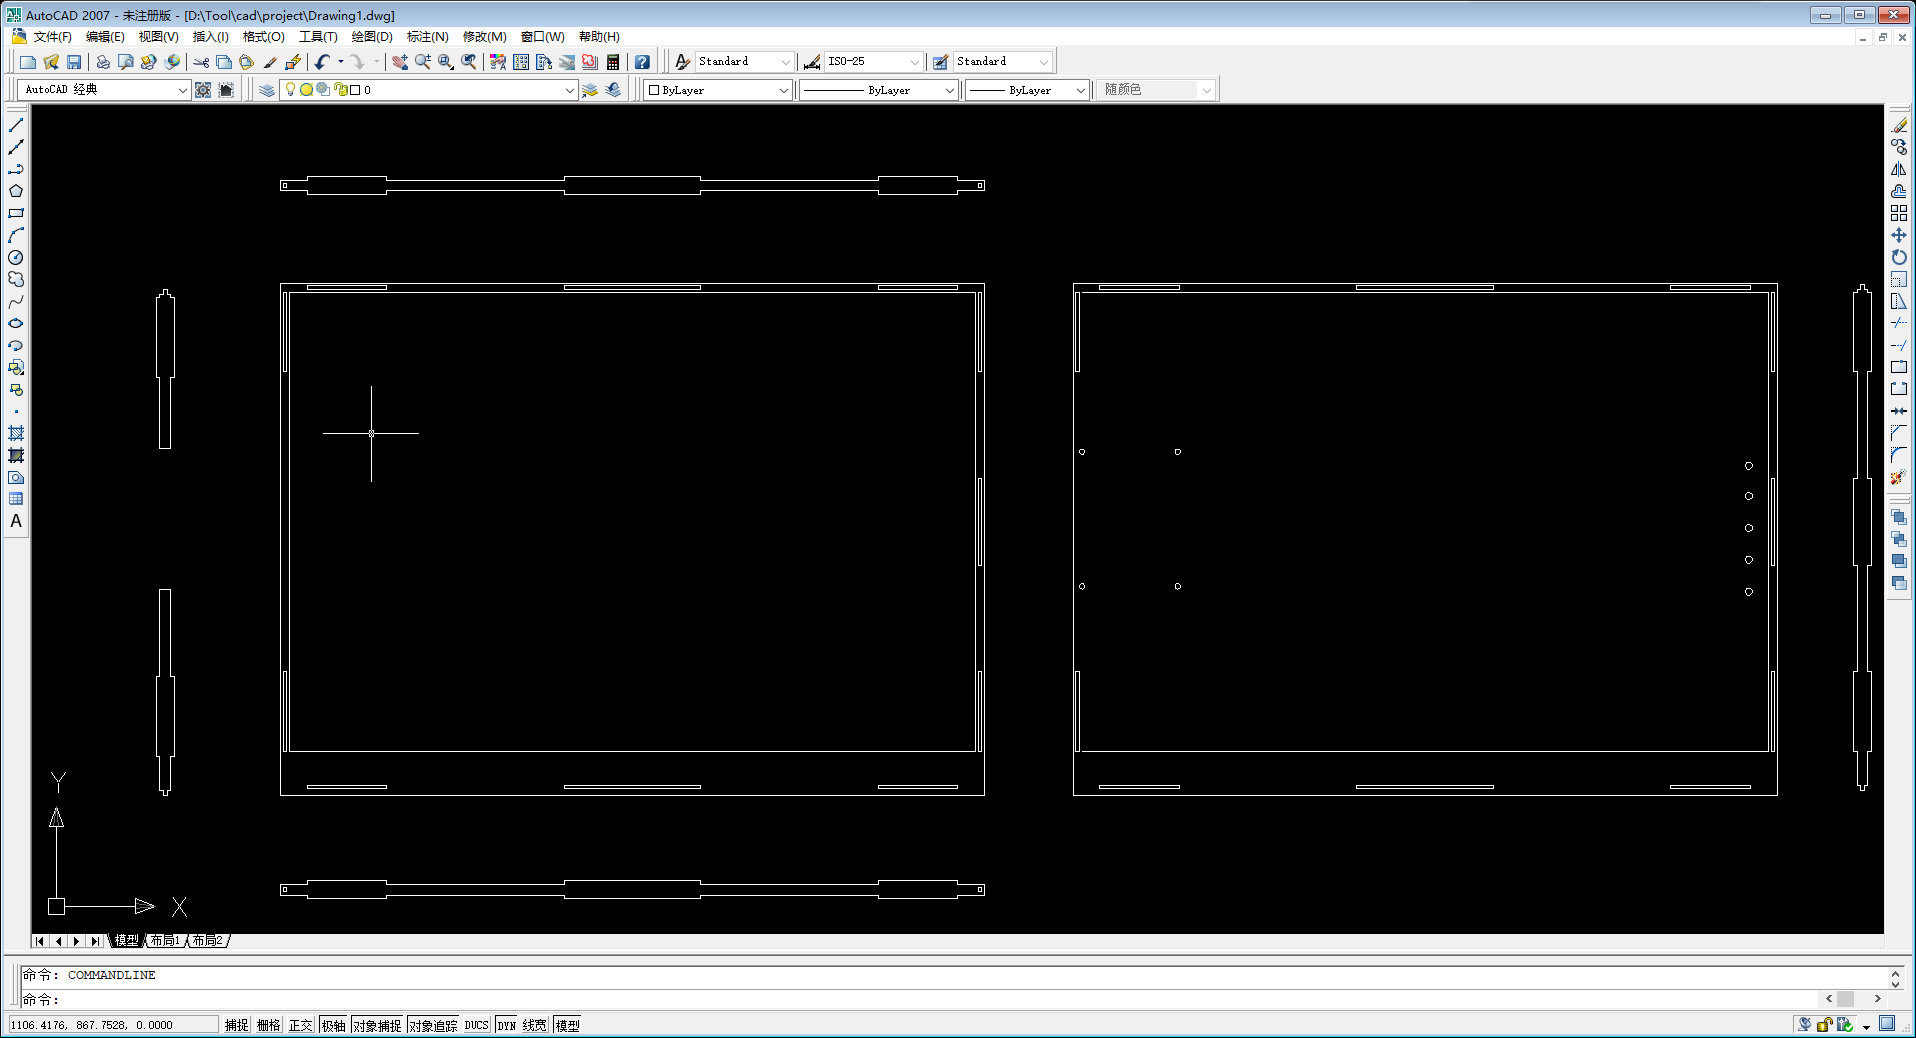 AutoCAD 2007 - 未注册版 - [D:\Tool\cad\project\Drawing1.dwg]
文件(F) 编辑(E) 视图(V) 插入(I) 格式(O) 工具(T) 绘图(D) 标注(N) 修改(M) 窗口(W) 帮助(H)
Standard ISO-25 Standard
AutoCAD 经典 0 ByLayer ByLayer ByLayer 随颜色
A
Y
X
模型 布局1 布局2
命令: COMMANDLINE
命令:
1106.4176, 867.7528, 0.0000 捕捉 栅格 正交 极轴 对象捕捉 对象追踪 DUCS DYN 线宽 模型